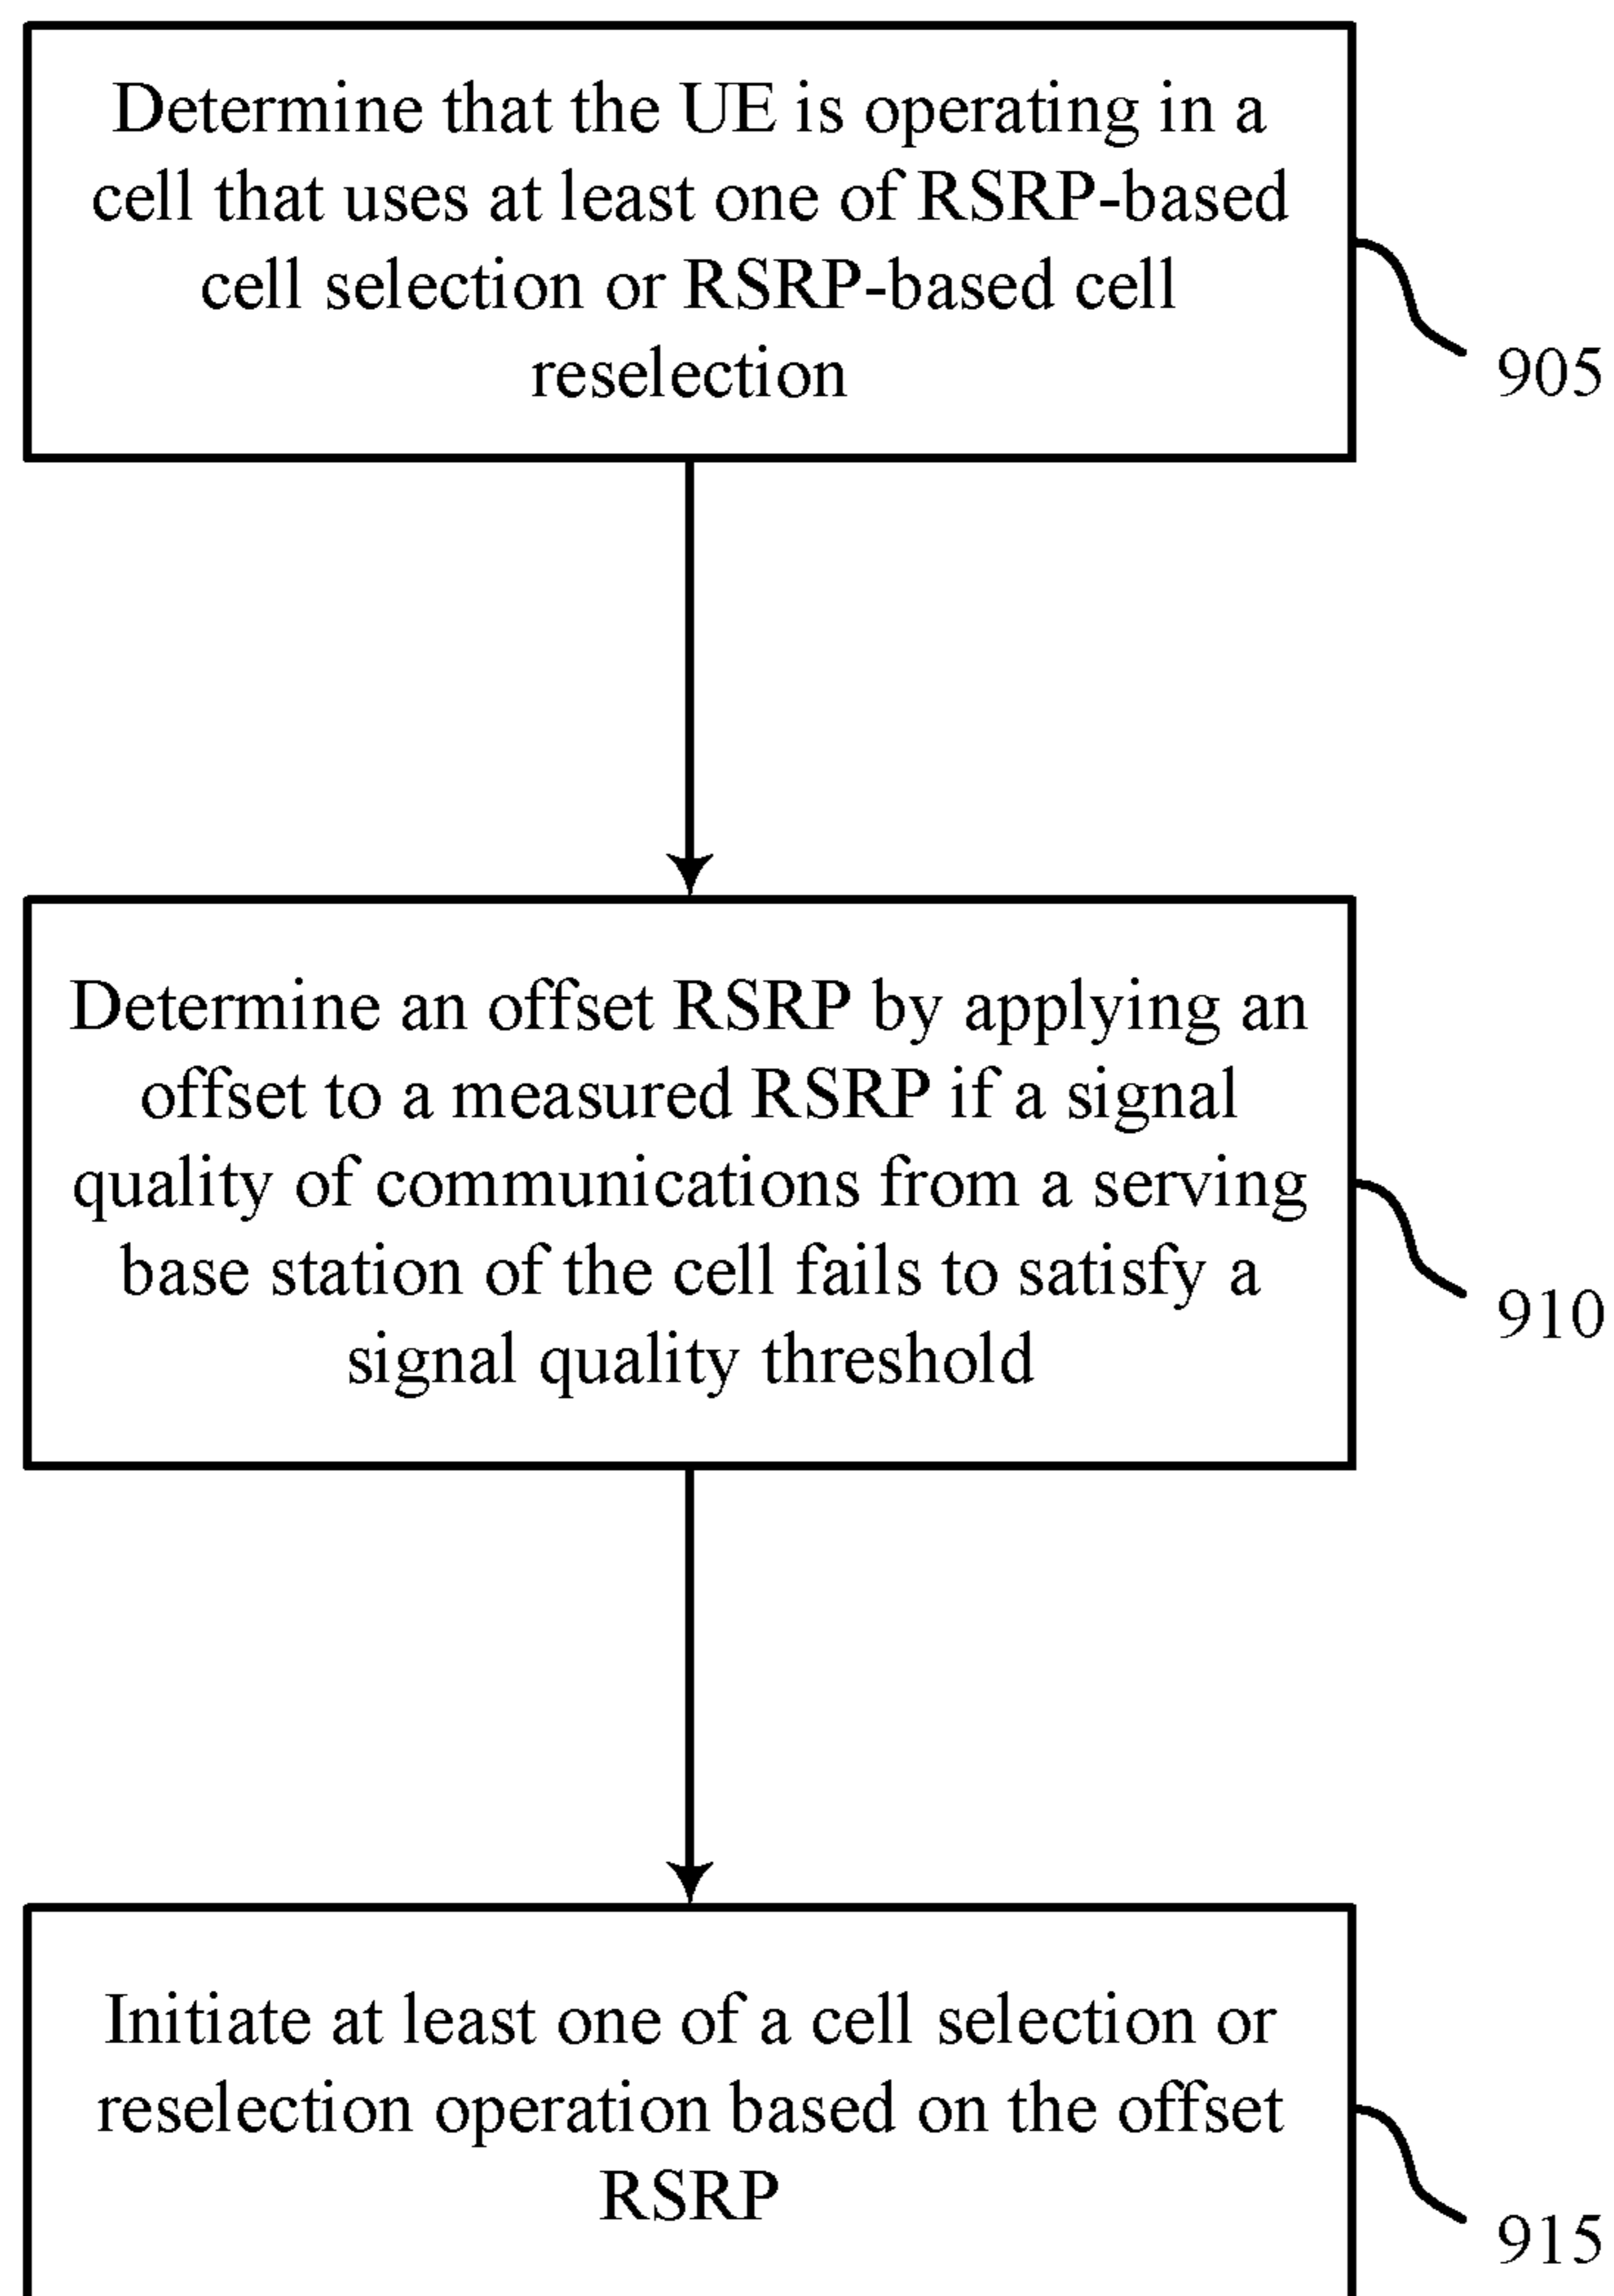 Determine that the UE is operating in a
cell that uses at least one of RSRP-based
cell selection or RSRP-based cell
reselection
905
Determine an offset RSRP by applying an
offset to a measured RSRP if a signal
quality of communications from a serving
base station of the cell fails to satisfy a
signal quality threshold
910
Initiate at least one of a cell selection or
reselection operation based on the offset
RSRP
915